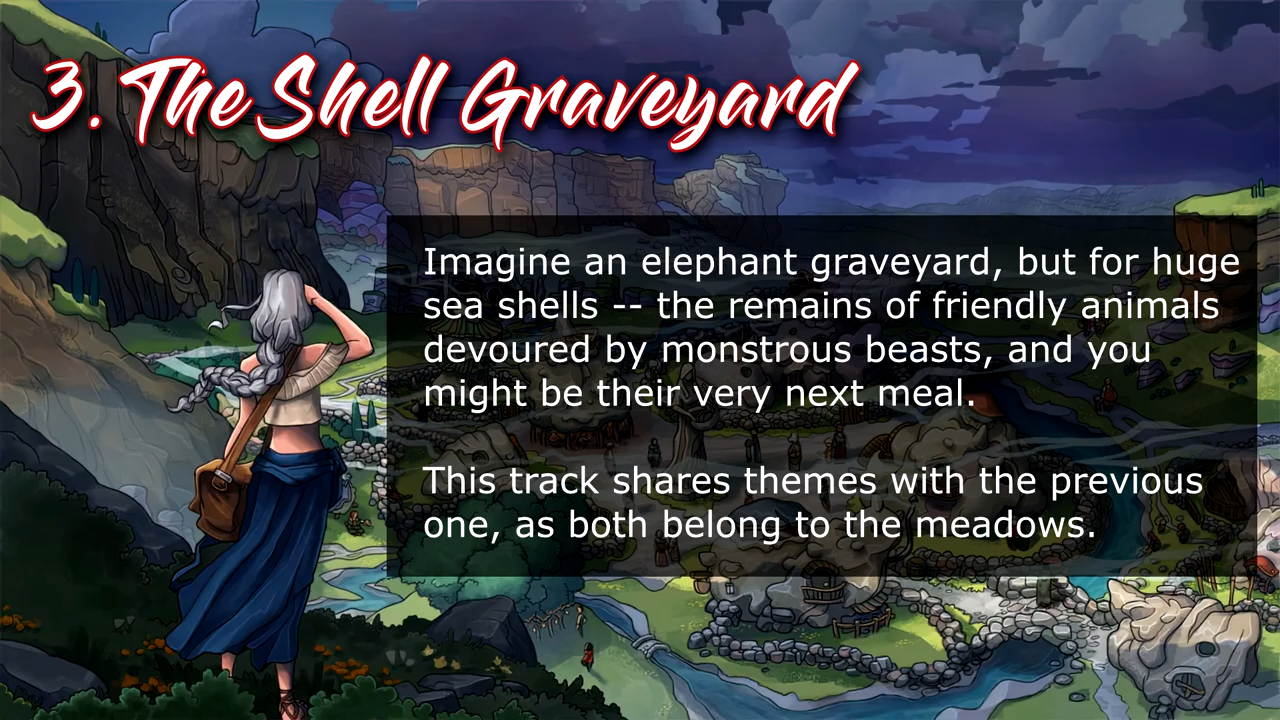 3. The Shell Graveyard
Imagine an elephant graveyard, but for huge
sea shells -- the remains of friendly animals
devoured by monstrous beasts, and you
might be their very next meal.
This track shares themes with the previous
one, as both belong to the meadows.